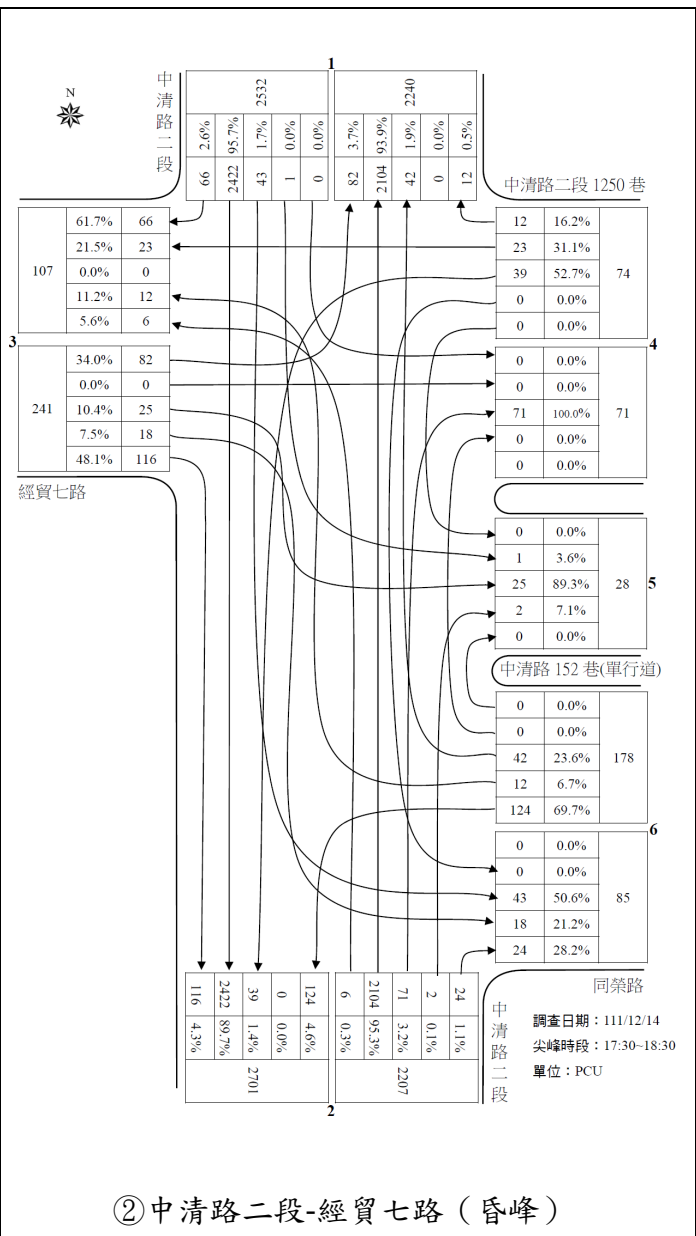 1
N
中清路二段
2532
2240
2.6% 95.7% 1.7% 0.0% 0.0%
3.7% 93.9% 1.9% 0.0% 0.5%
66 2422 43 1 0
82 2104 42 0 12
中清路二段 1250 巷
61.7% 66
21.5% 23
107 0.0% 0
11.2% 12
5.6% 6
12 16.2%
23 31.1%
39 52.7% 74
0 0.0%
0 0.0%
3
4
34.0% 82
0.0% 0
241 10.4% 25
7.5% 18
48.1% 116
0 0.0%
0 0.0%
71 100.0% 71
0 0.0%
0 0.0%
經貿七路
0 0.0%
1 3.6%
25 89.3% 28 5
2 7.1%
0 0.0%
中清路 152 巷(單行道)
0 0.0%
0 0.0%
42 23.6% 178
12 6.7%
124 69.7%
6
0 0.0%
0 0.0%
43 50.6% 85
18 21.2%
24 28.2%
同榮路
116 2422 39 0 124
6 2104 71 2 24
4.3% 89.7% 1.4% 0.0% 4.6%
0.3% 95.3% 3.2% 0.1% 1.1%
2701
2207
2
中清路二段
調查日期：111/12/14
尖峰時段：17:30~18:30
單位：PCU
②中清路二段-經貿七路（昏峰）